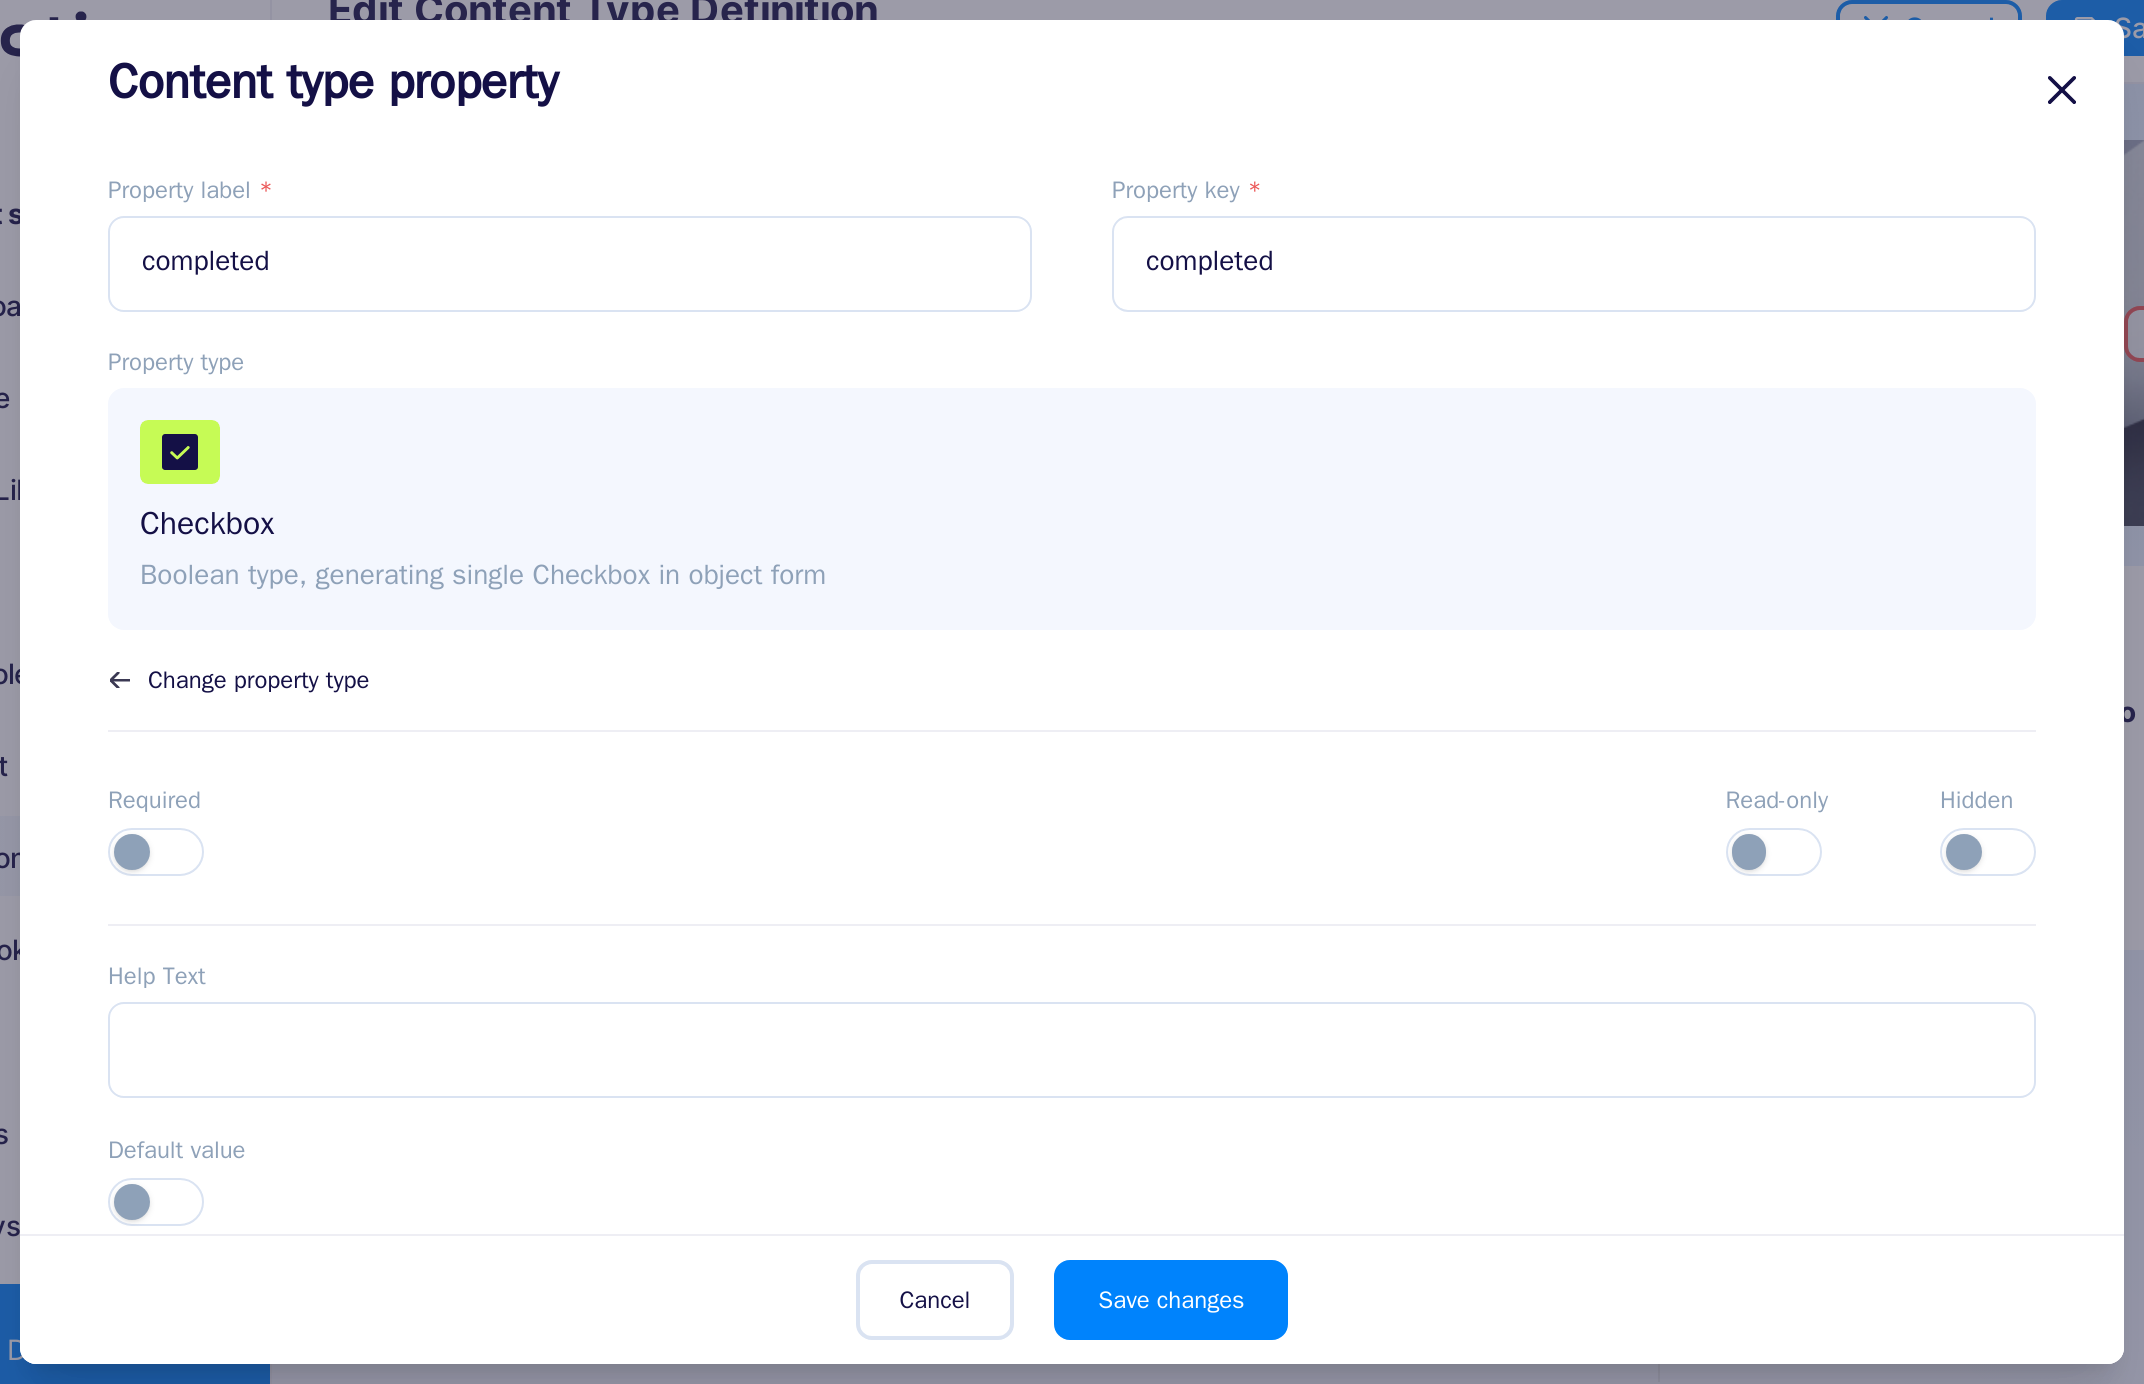 Edit Content Type Definition
Content type property
Property label *
Property key *
completed
completed
Property type
Checkbox
Boolean type, generating single Checkbox in object form
Change property type
Required
Read-only
Hidden
Help Text
Default value
Cancel
Save changes